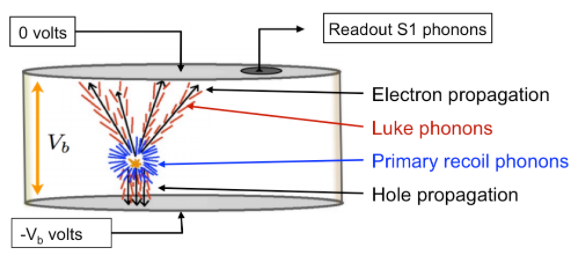 0 volts
Readout S1 phonons
Electron propagation
Luke phonons
V_b
Primary recoil phonons
Hole propagation
-V_b volts